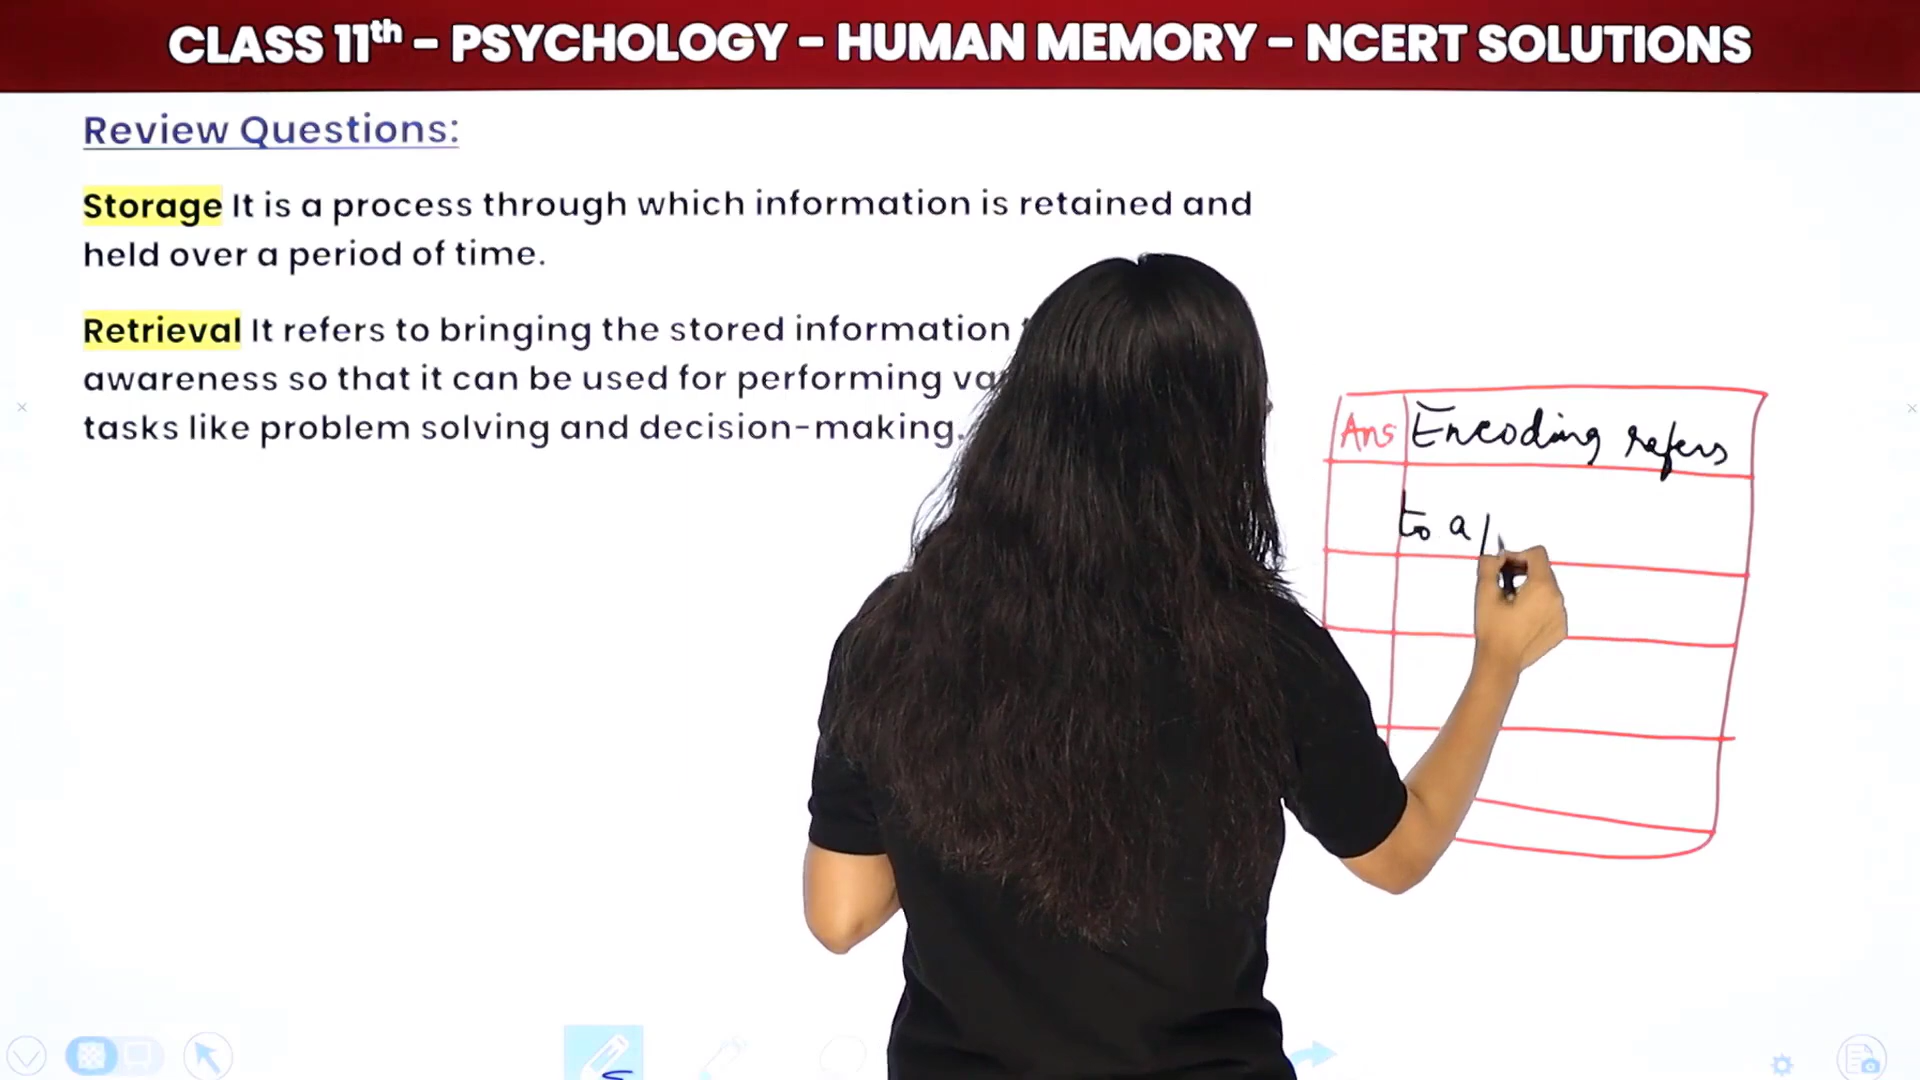 CLASS 11th - PSYCHOLOGY - HUMAN MEMORY - NCERT SOLUTIONS
Review Questions:
Storage It is a process through which information is retained and
held over a period of time.
Retrieval It refers to bringing the stored information
awareness so that it can be used for performing
tasks like problem solving and decision-making.
Ans Encoding refers
to a